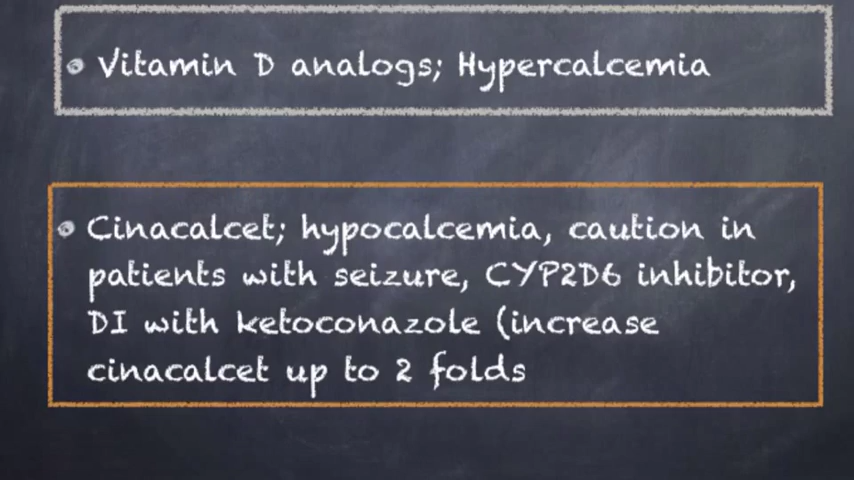 • Vitamin D analogs; Hypercalcemia
• Cinacalcet; hypocalcemia, caution in
patients with seizure, CYP2D6 inhibitor,
DI with ketoconazole (increase
cinacalcet up to 2 folds